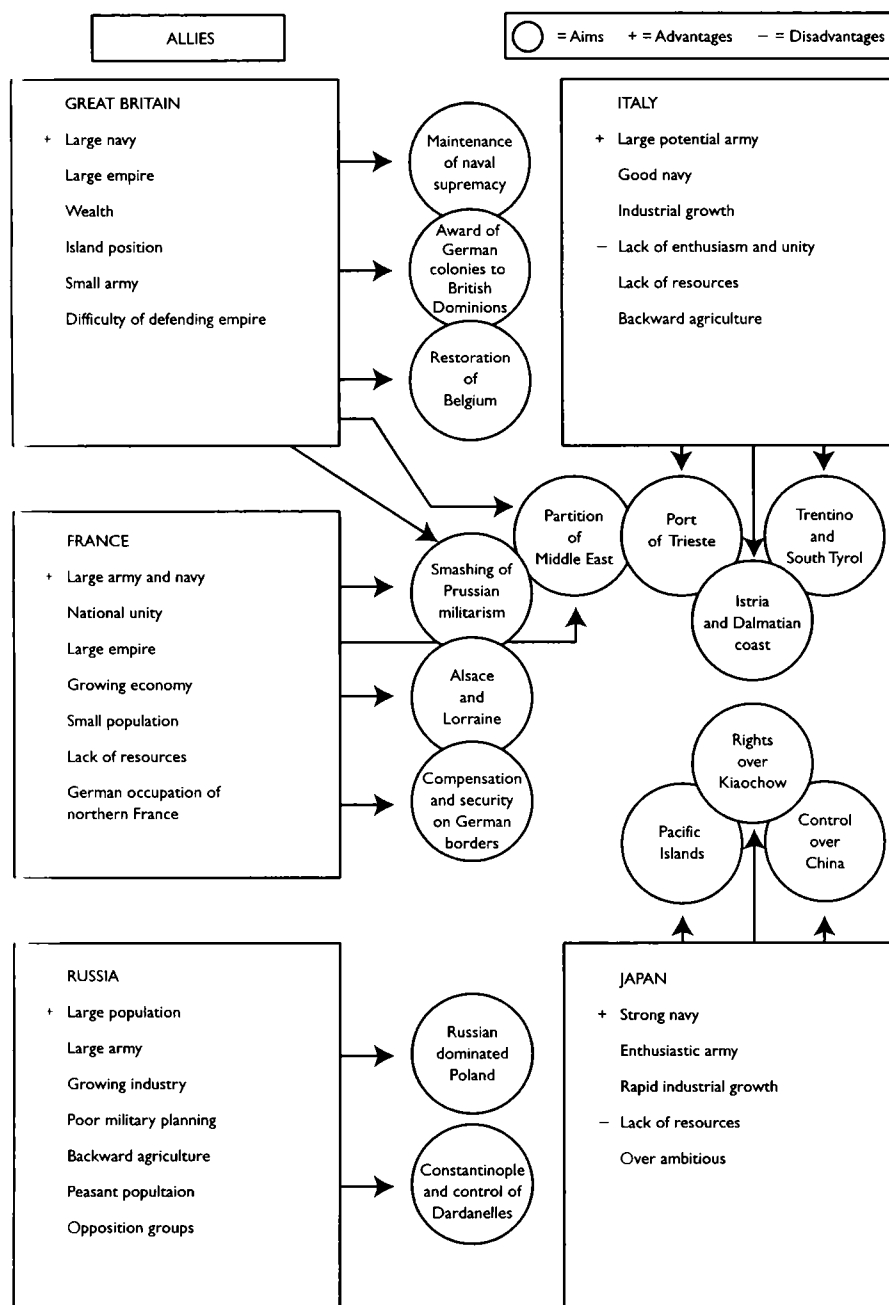 ALLIES
= Aims + = Advantages − = Disadvantages
GREAT BRITAIN
+ Large navy
Large empire
Wealth
Island position
Small army
Difficulty of defending empire
Maintenance
of naval
supremacy
Award of
German
colonies to
British
Dominions
Restoration
of
Belgium
ITALY
+ Large potential army
Good navy
Industrial growth
− Lack of enthusiasm and unity
Lack of resources
Backward agriculture
Partition
of
Middle East
Port
of Trieste
Trentino
and
South Tyrol
Istria
and Dalmatian
coast
FRANCE
+ Large army and navy
National unity
Large empire
Growing economy
Small population
Lack of resources
German occupation of
northern France
Smashing of
Prussian
militarism
Alsace
and
Lorraine
Compensation
and security
on German
borders
Rights
over
Kiaochow
Pacific
Islands
Control
over
China
RUSSIA
+ Large population
Large army
Growing industry
Poor military planning
Backward agriculture
Peasant popultaion
Opposition groups
Russian
dominated
Poland
Constantinople
and control of
Dardanelles
JAPAN
+ Strong navy
Enthusiastic army
Rapid industrial growth
− Lack of resources
Over ambitious